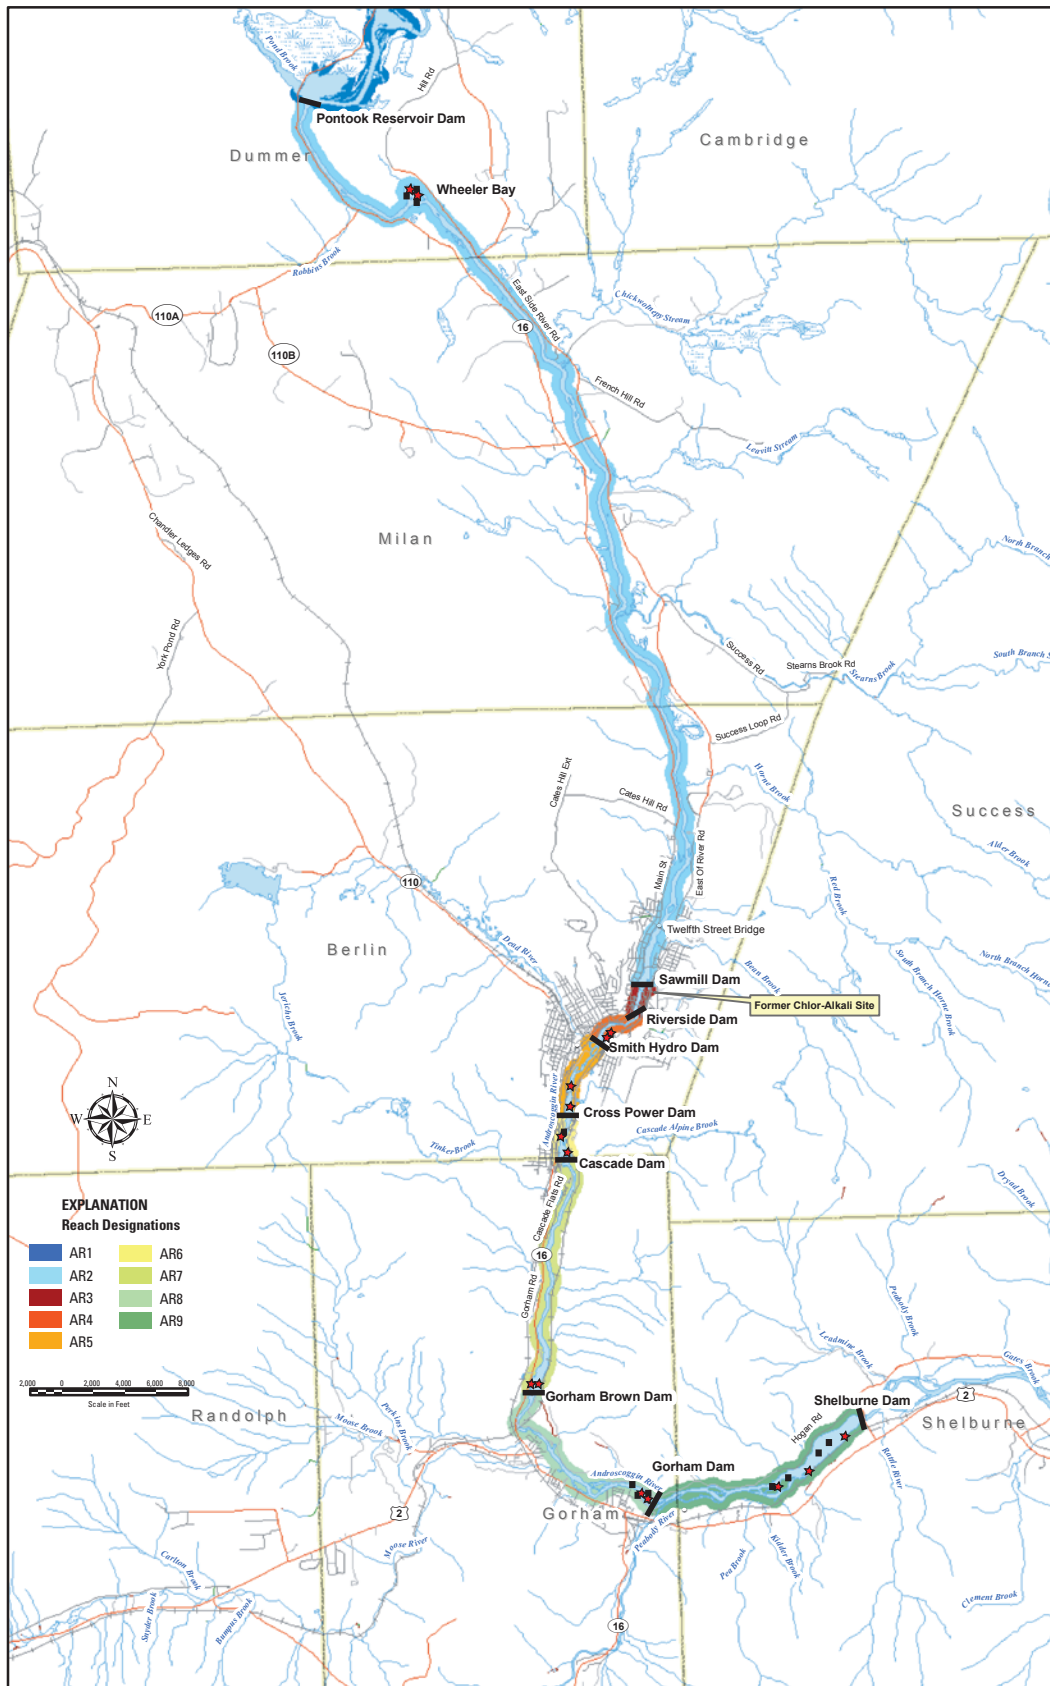 Pond Brook
Hill Rd
Pontook Reservoir Dam
Cambridge
Dummer
Wheeler Bay
Robbins Brook
East Side River Rd
Chickwolnepy Stream
110A
16
110B
French Hill Rd
Leavitt Stream
Chandler Ledges Rd
Milan
North Branch
York Pond Rd
Success Rd
Stearns Brook Rd
South Branch S
Stearns Brook
Success Loop Rd
Cates Hill Ext
Horne Brook
Cates Hill Rd
Success
East Of River Rd
Alder Brook
Main St
110
Red Brook
Twelfth Street Bridge
Berlin
Dead River
South Branch Horne Brook
North Branch Horne
Bean Brook
Sawmill Dam
Former Chlor-Alkali Site
Jericho Brook
Riverside Dam
Smith Hydro Dam
N
W
E
S
Androscoggin River
Cross Power Dam
Cascade Alpine Brook
Tinker Brook
Cascade Dam
Dryad Brook
EXPLANATION
Reach Designations
Cascade Flats Rd
AR1
AR6
AR2
AR7
AR3
AR8
AR4
AR9
AR5
16
Gorham Rd
Peabody Brook
Leadmine Brook
Gates Brook
2,000 0 2,000 4,000 6,000 8,000
Scale in Feet
Gorham Brown Dam
Shelburne Dam
2
Randolph
Perkins Brook
Moose Brook
Hogan Rd
Shelburne
Gorham Dam
Androscoggin River
Rattle River
Gorham
2
Peabody River
Moose River
Pea Brook
Kidder Brook
Carlton Brook
Snyder Brook
Bumpus Brook
Clement Brook
16